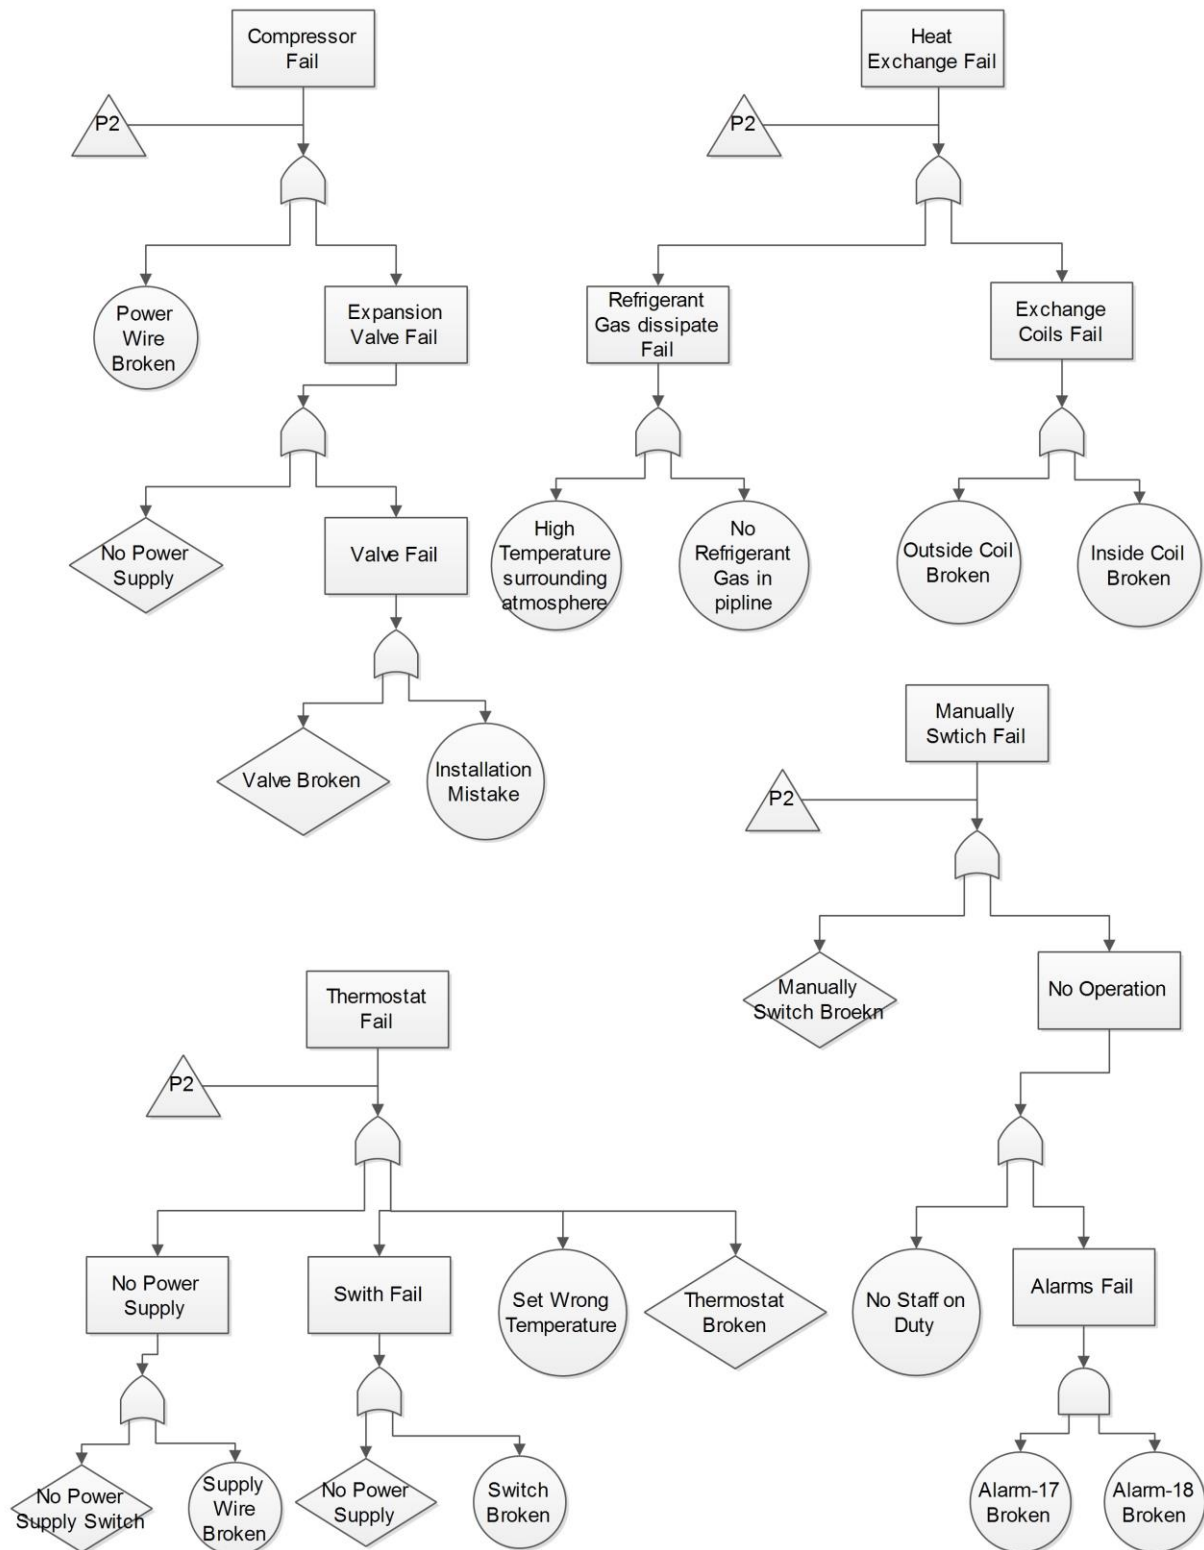 Compressor
Fail
P2
Power
Wire
Broken
Expansion
Valve Fail
No Power
Supply
Valve Fail
Valve Broken
Installation
Mistake
Heat
Exchange Fail
P2
Refrigerant
Gas dissipate
Fail
Exchange
Coils Fail
High
Temperature
surrounding
atmosphere
No
Refrigerant
Gas in
pipline
Outside Coil
Broken
Inside Coil
Broken
Manually
Swtich Fail
P2
Manually
Switch Broekn
No Operation
No Staff on
Duty
Alarms Fail
Alarm-17
Broken
Alarm-18
Broken
Thermostat
Fail
P2
No Power
Supply
Swith Fail
Set Wrong
Temperature
Thermostat
Broken
No Power
Supply Switch
Supply
Wire
Broken
No Power
Supply
Switch
Broken